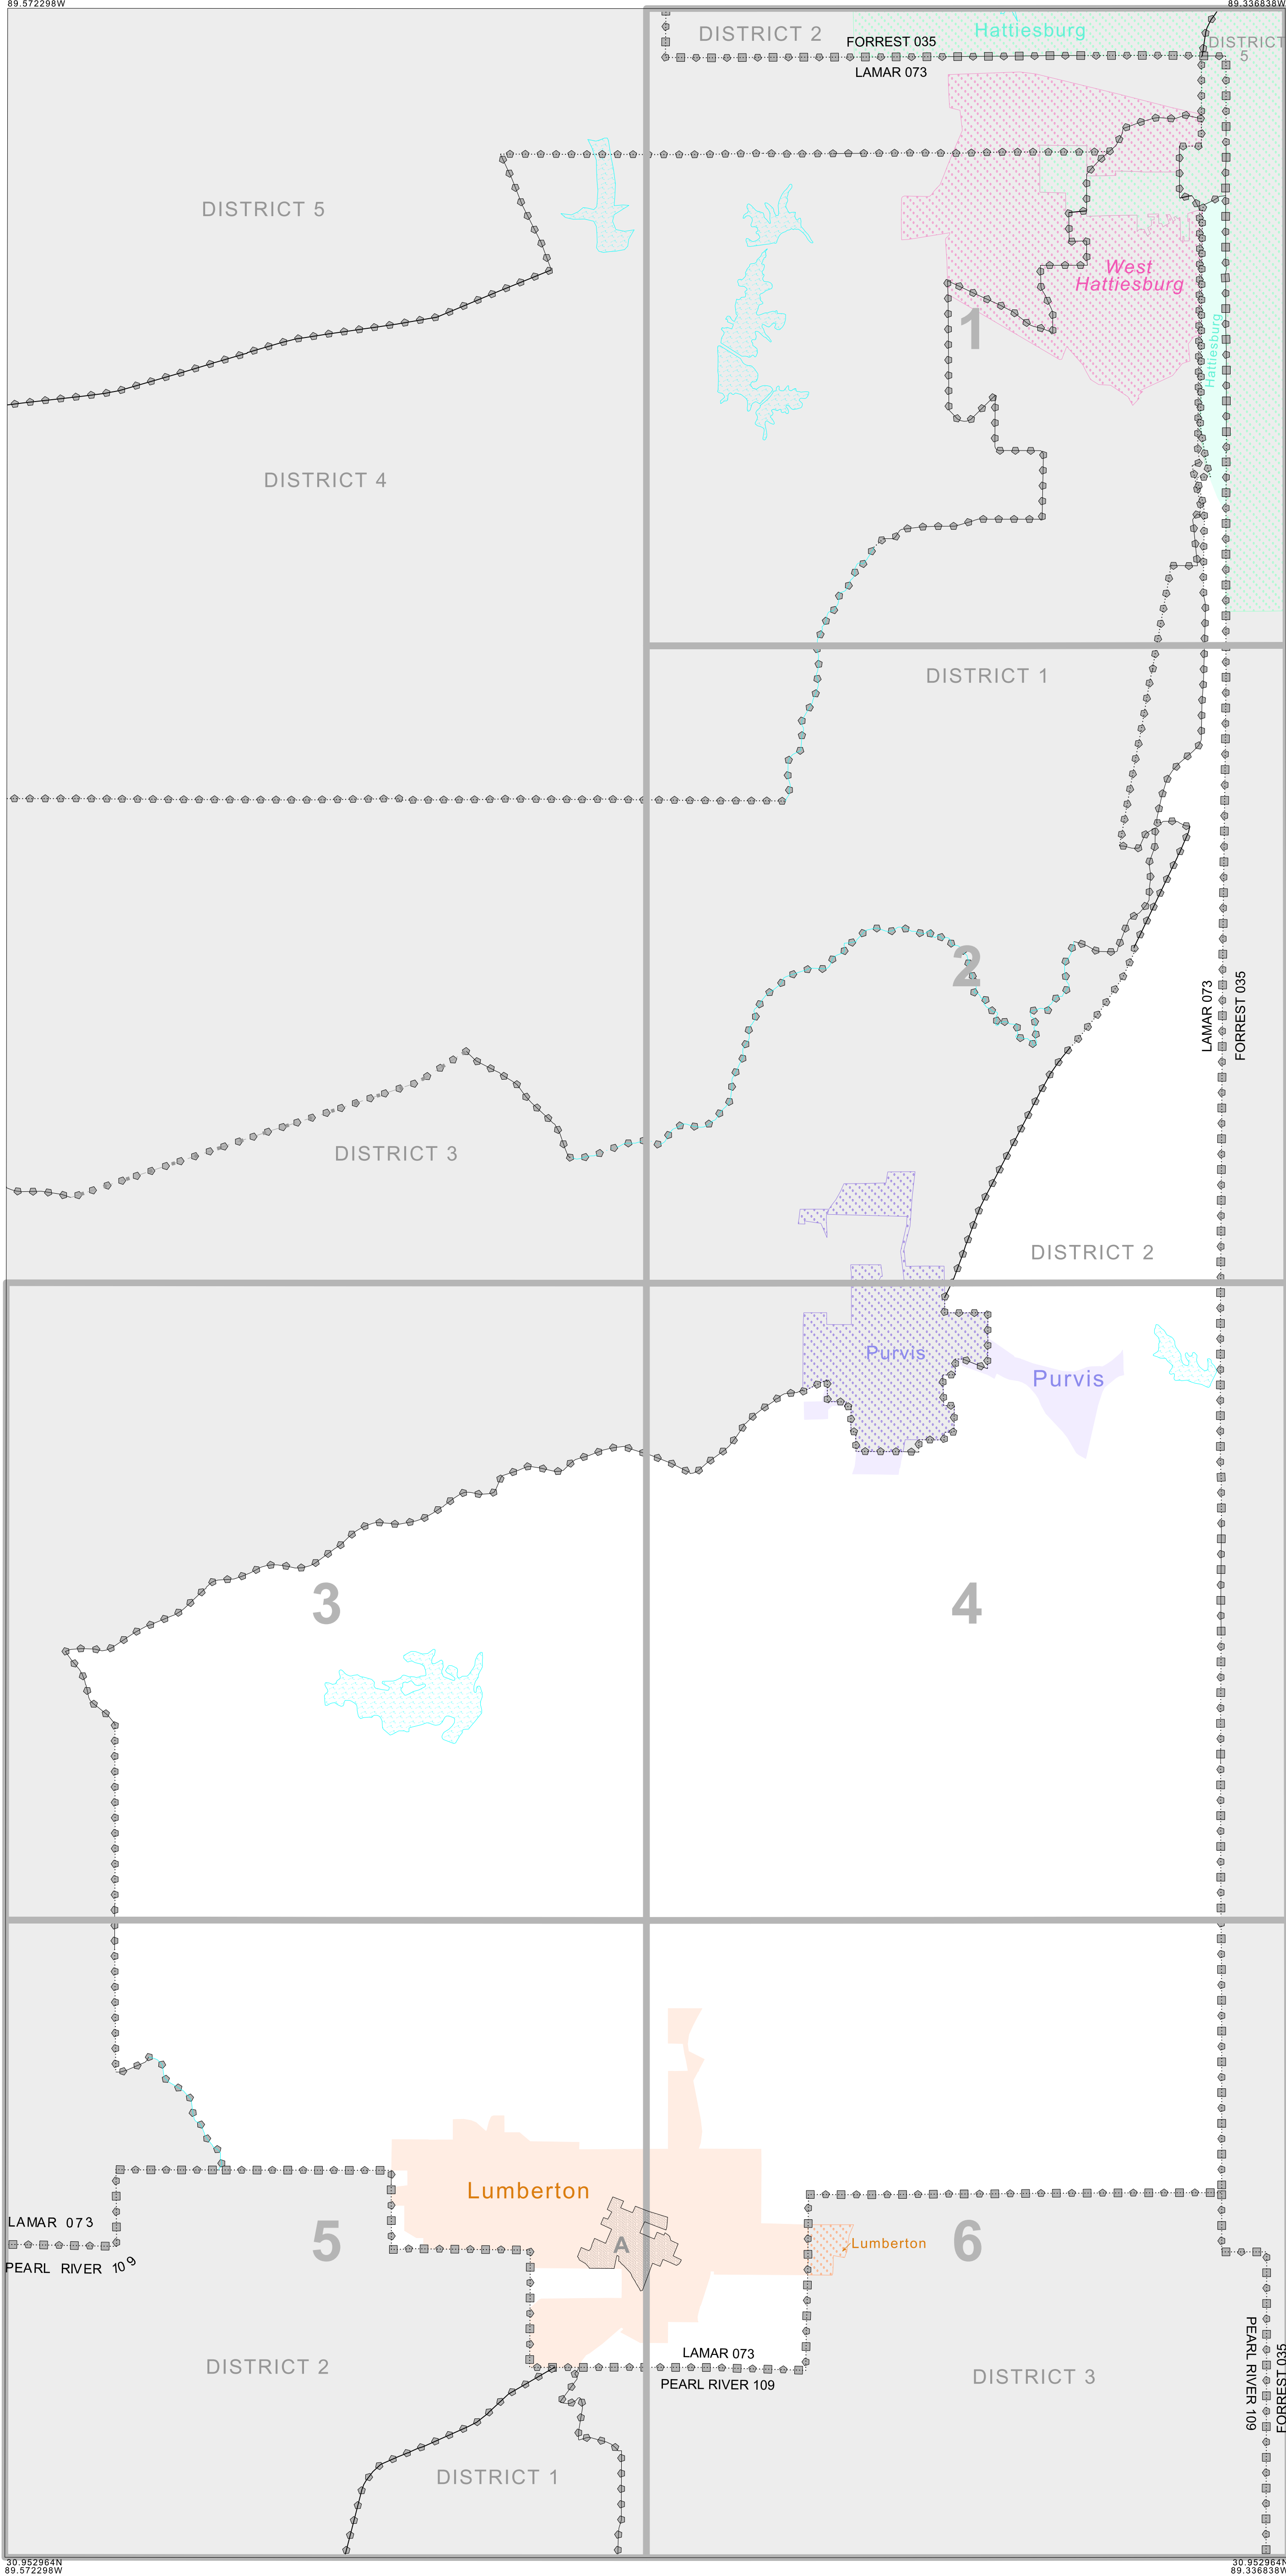 89.572298W
89.336838W
DISTRICT 2
Hattiesburg
DISTRICT
5
FORREST 035
LAMAR 073
DISTRICT 5
West
Hattiesburg
1
Hattiesburg
DISTRICT 4
DISTRICT 1
2
LAMAR 073
FORREST 035
DISTRICT 3
DISTRICT 2
Purvis
Purvis
3
4
Lumberton
LAMAR 073
PEARL RIVER 109
5
A
6
Lumberton
LAMAR 073
PEARL RIVER 109
DISTRICT 2
DISTRICT 3
PEARL RIVER 109
FORREST 035
DISTRICT 1
30.952964N
89.572298W
30.952964N
89.336838W